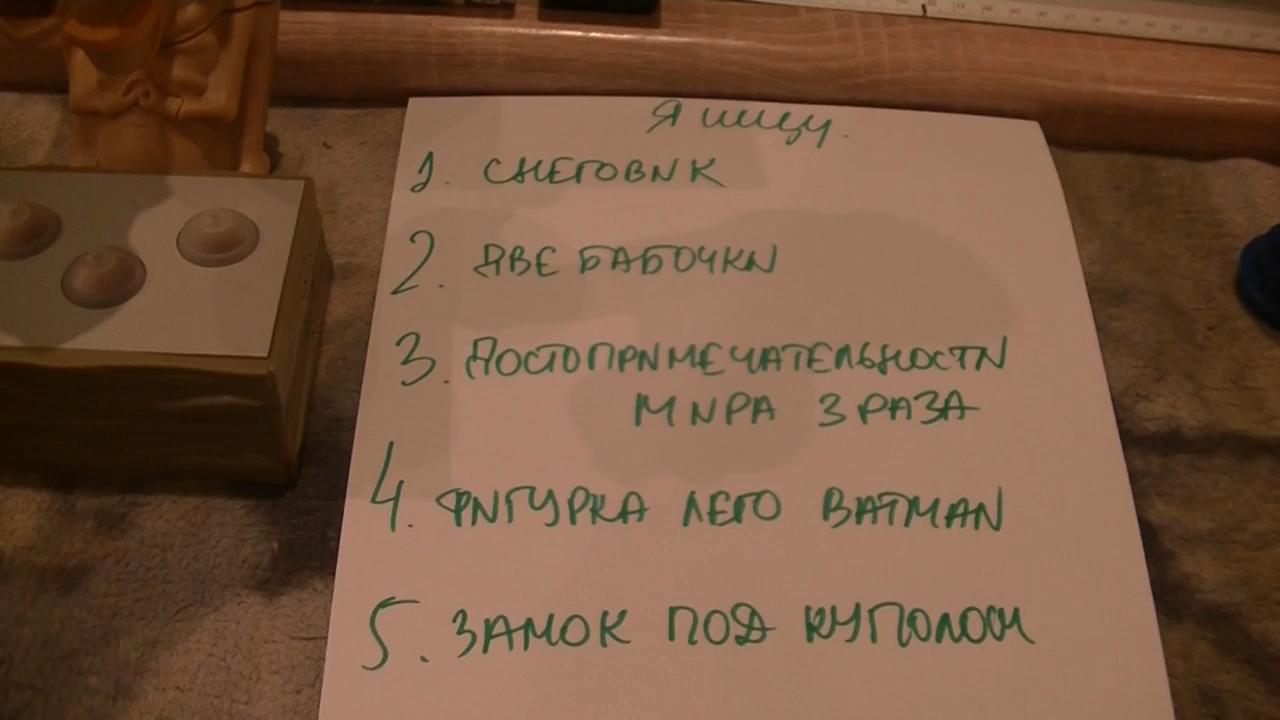 Я ищу.
1. СНЕГОВИК
2. ДВЕ БАБОЧКИ
3. ДОСТОПРИМЕЧАТЕЛЬНОСТИ
МИРА 3 РАЗА
4. ФИГУРКА ЛЕГО BATMAN
5. ЗАМОК ПОД КУПОЛОМ